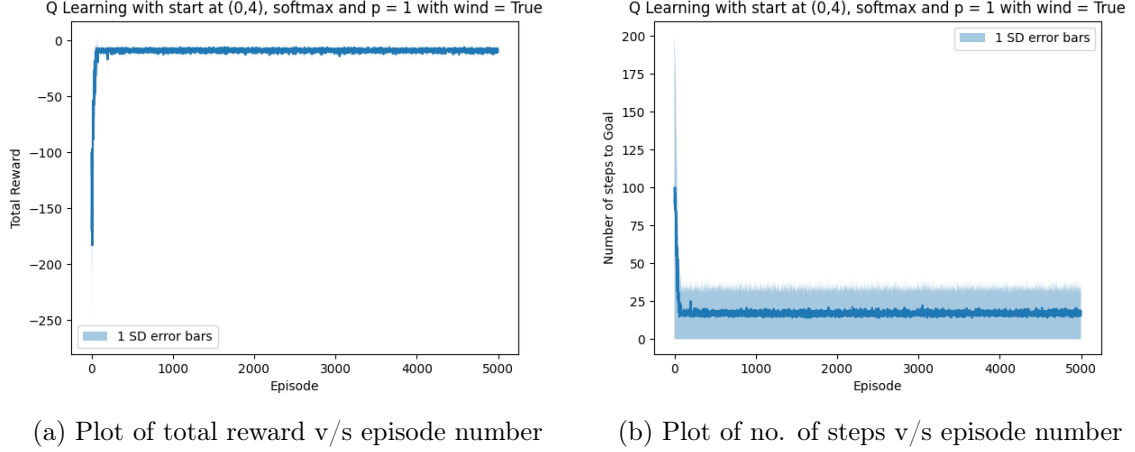 Q Learning with start at (0,4), softmax and p = 1 with wind = True
0
−50
−100
−150
−200
−250
Total Reward
1 SD error bars
0 1000 2000 3000 4000 5000
Episode
(a) Plot of total reward v/s episode number
Q Learning with start at (0,4), softmax and p = 1 with wind = True
200
175
150
125
100
75
50
25
0
Number of steps to Goal
1 SD error bars
0 1000 2000 3000 4000 5000
Episode
(b) Plot of no. of steps v/s episode number